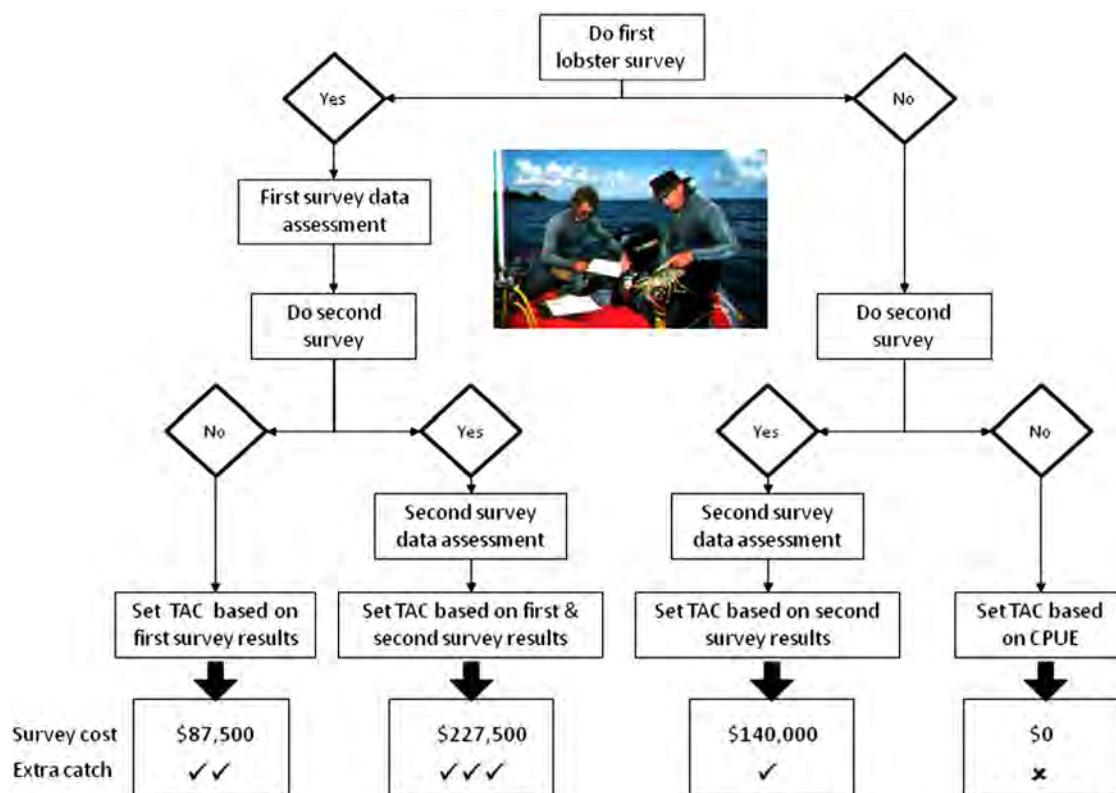 Do first
lobster survey
Yes
No
First survey data
assessment
Do second
survey
Do second
survey
No
Yes
Yes
No
Second survey
data assessment
Second survey
data assessment
Set TAC based on
first survey results
Set TAC based on first &
second survey results
Set TAC based on second
survey results
Set TAC based
on CPUE
Survey cost
$87,500
$227,500
$140,000
$0
Extra catch
✓✓
✓✓✓
✓
✗